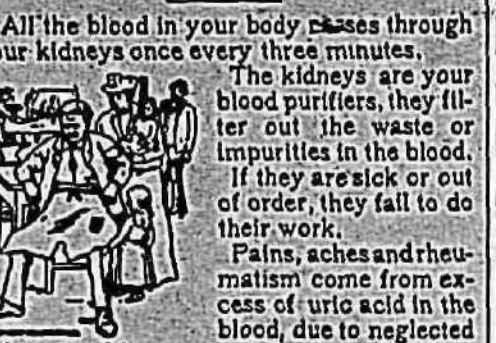 All the blood in your body passes through
our kidneys once every three minutes.
The kidneys are your
blood purifiers, they fil-
ter out the waste or
impurities in the blood.
If they are sick or out
of order, they fail to do
their work.
Pains, aches and rheu-
matism come from ex-
cess of uric acid in the
blood, due to neglected